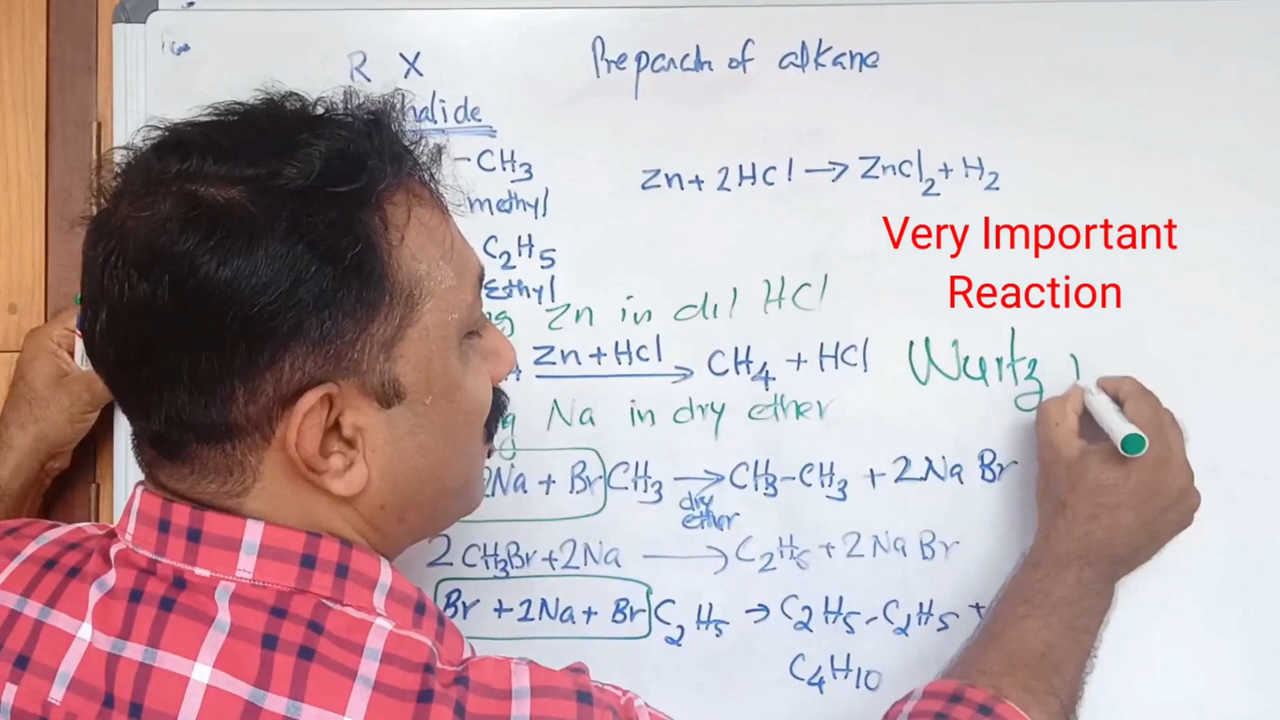 R X
Preparatn of alkane
halide
-CH3
methyl
Zn + 2HCl → ZnCl2 + H2
C2H5
Ethyl
Very Important
Reaction
g Zn in dil HCl
Zn+HCl → CH4 + HCl
Wurtz
g Na in dry ether
2Na + Br CH3 → CH3-CH3 + 2NaBr
dry
ether
2CH3Br+2Na → C2H6 + 2NaBr
Br +2Na + Br C2H5 → C2H5-C2H5 +
C4H10